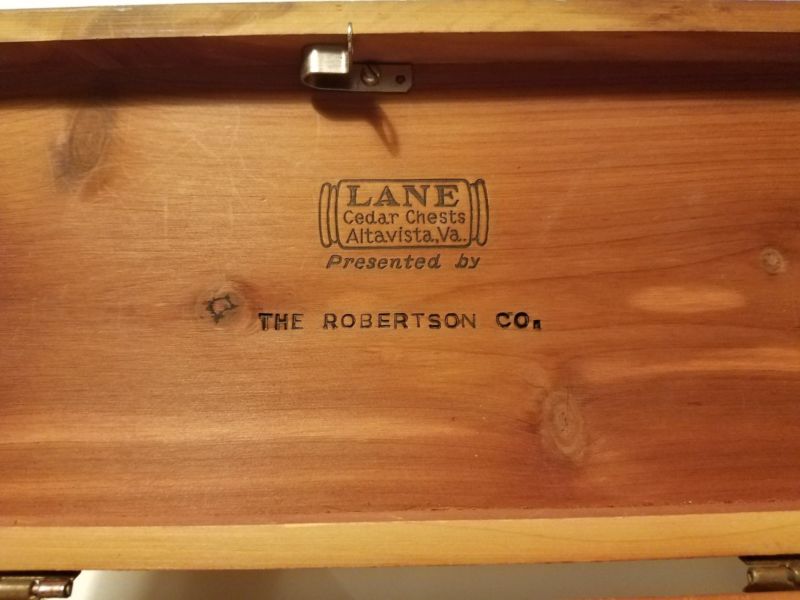 LANE
Cedar Chests
Altavista, Va.
Presented by
THE ROBERTSON CO.